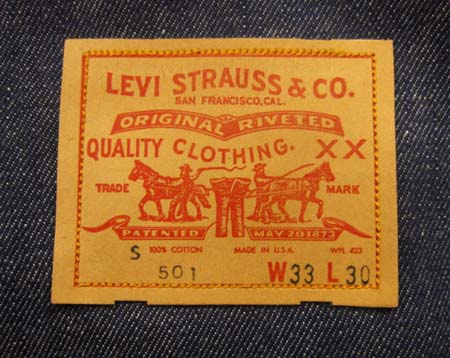 LEVI STRAUSS & CO.
SAN FRANCISCO, CAL.
ORIGINAL RIVETED
QUALITY CLOTHING. XX
TRADE MARK
PATENTED MAY 20 1873
S 100% COTTON MADE IN U.S.A. WPL 423
501 W33 L30